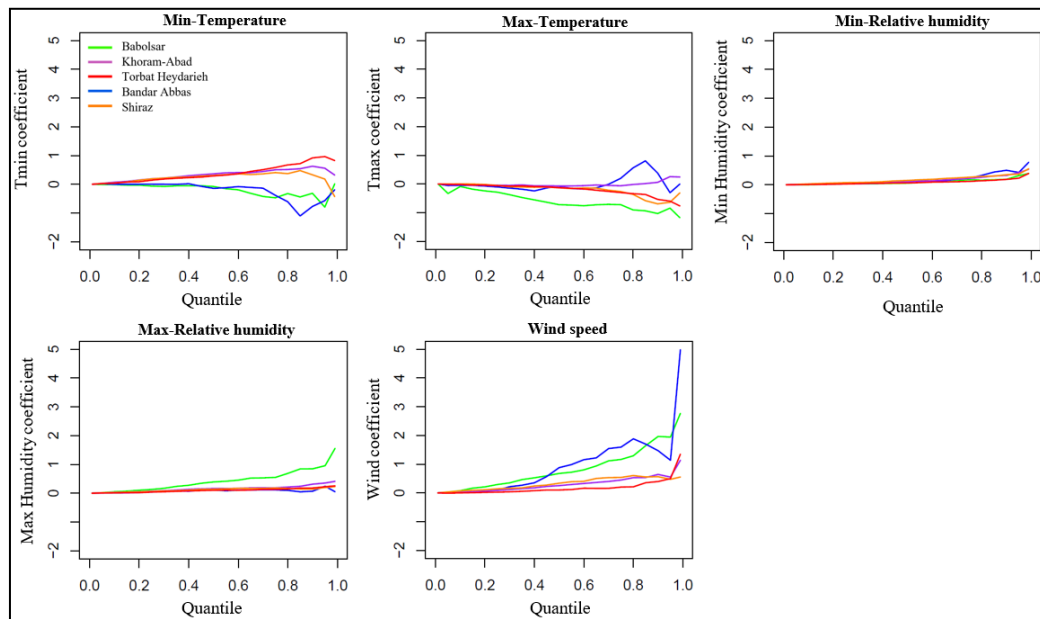 Min-Temperature
Tmin coefficient
5
4
3
2
1
0
-2
Babolsar
Khoram-Abad
Torbat Heydarieh
Bandar Abbas
Shiraz
0.0 0.2 0.4 0.6 0.8 1.0
Quantile
Max-Temperature
Tmax coefficient
5
4
3
2
1
0
-2
0.0 0.2 0.4 0.6 0.8 1.0
Quantile
Min-Relative humidity
Min Humidity coefficient
5
4
3
2
1
0
-2
0.0 0.2 0.4 0.6 0.8 1.0
Quantile
Max-Relative humidity
Max Humidity coefficient
5
4
3
2
1
0
-2
0.0 0.2 0.4 0.6 0.8 1.0
Quantile
Wind speed
Wind coefficient
5
4
3
2
1
0
-2
0.0 0.2 0.4 0.6 0.8 1.0
Quantile